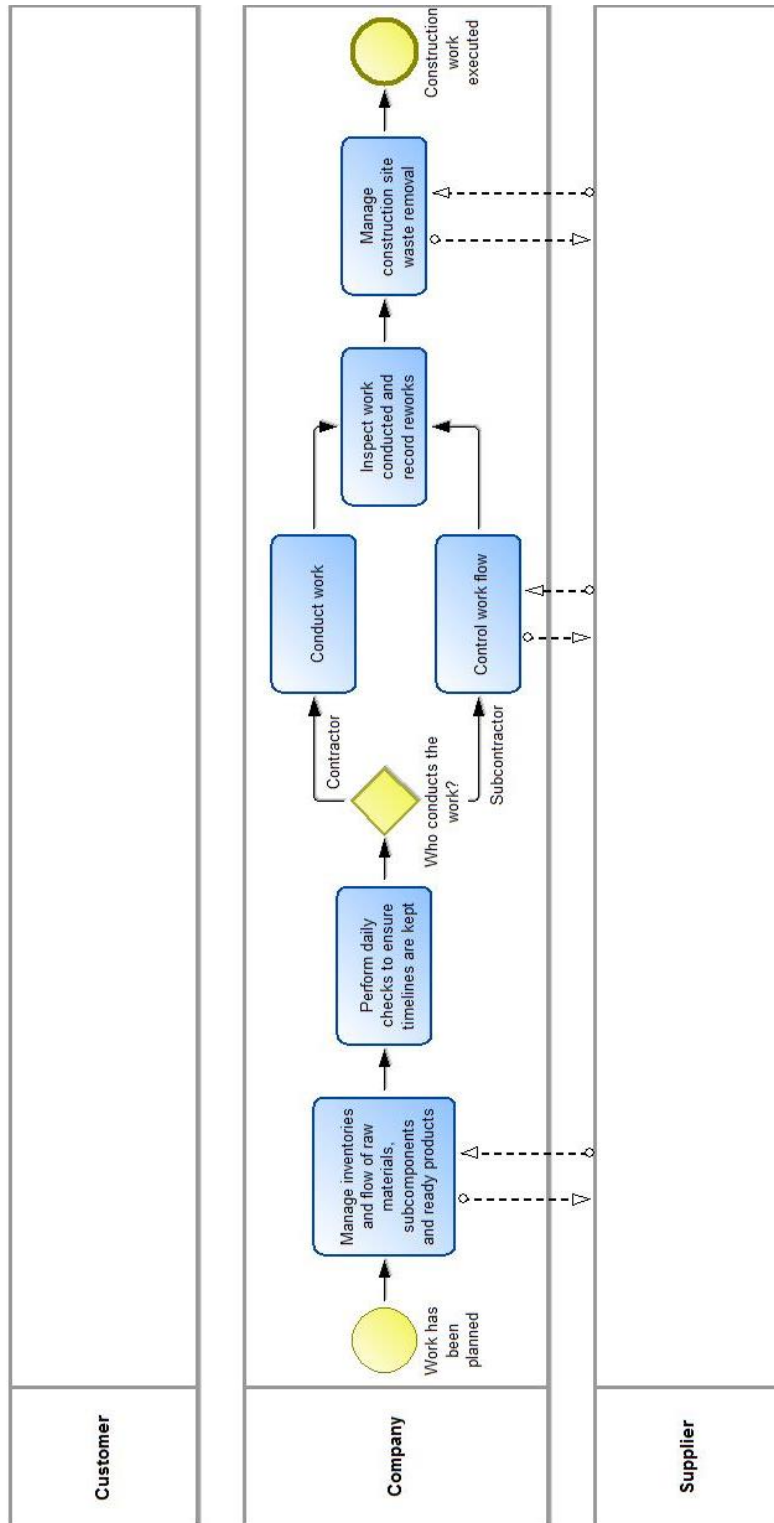 Customer
Company
Work has
been
planned
Manage inventories
and flow of raw
materials,
subcomponents
and ready products
Perform daily
checks to ensure
timelines are kept
Who conducts the
work?
Contractor
Subcontractor
Conduct work
Control work flow
Inspect work
conducted and
record reworks
Manage
construction site
waste removal
Construction
work
executed
Supplier